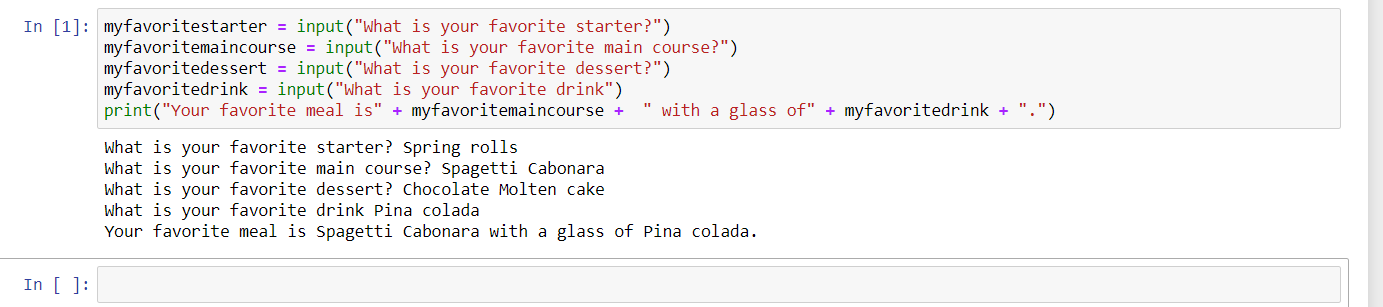 In [1]: myfavoritestarter = input("What is your favorite starter?")
myfavoritemaincourse = input("What is your favorite main course?")
myfavoritedessert = input("What is your favorite dessert?")
myfavoritedrink = input("What is your favorite drink")
print("Your favorite meal is" + myfavoritemaincourse +  " with a glass of" + myfavoritedrink + ".")
What is your favorite starter? Spring rolls
What is your favorite main course? Spagetti Cabonara
What is your favorite dessert? Chocolate Molten cake
What is your favorite drink Pina colada
Your favorite meal is Spagetti Cabonara with a glass of Pina colada.
In [ ]: